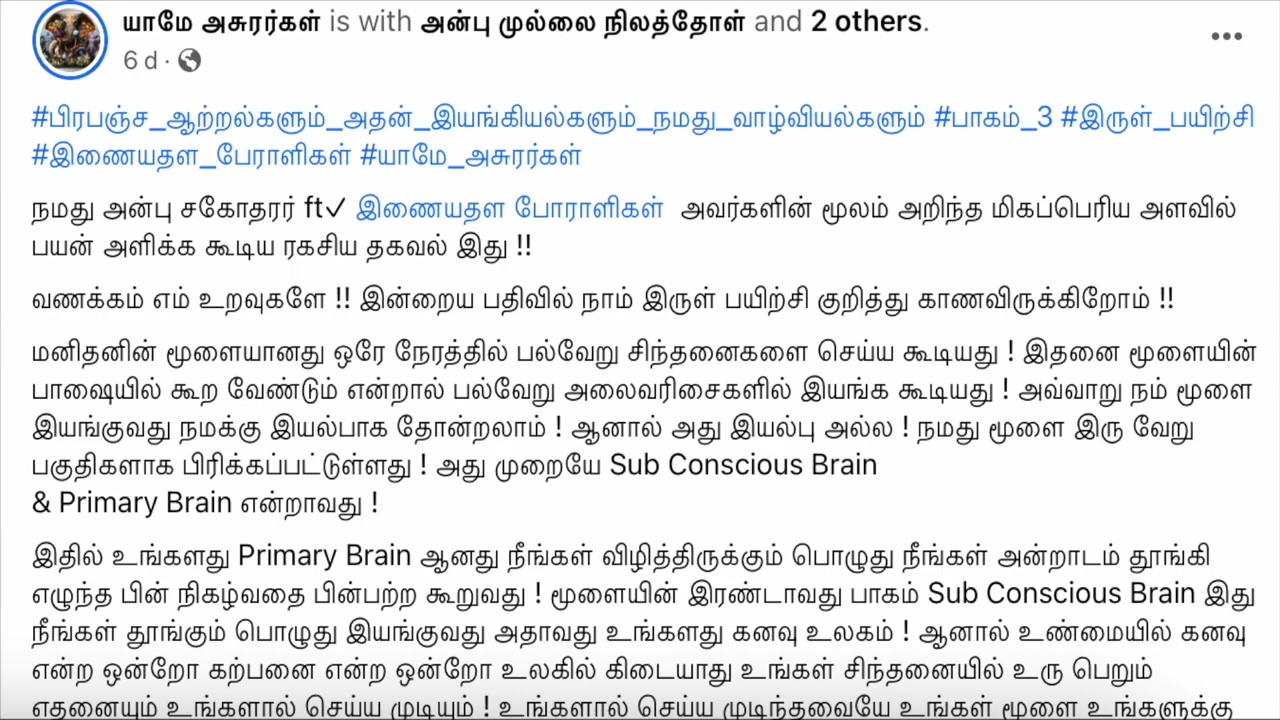 யாமே அசுரர்கள் is with அன்பு முல்லை நிலத்தோள் and 2 others.
6 d ·
#பிரபஞ்ச_ஆற்றல்களும்_அதன்_இயங்கியல்களும்_நமது_வாழ்வியல்களும் #பாகம்_3 #இருள்_பயிற்சி
#இணையதள_பேராளிகள் #யாமே_அசுரர்கள்
நமது அன்பு சகோதரர் ft✓ இணையதள போராளிகள் அவர்களின் மூலம் அறிந்த மிகப்பெரிய அளவில்
பயன் அளிக்க கூடிய ரகசிய தகவல் இது !!
வணக்கம் எம் உறவுகளே !! இன்றைய பதிவில் நாம் இருள் பயிற்சி குறித்து காணவிருக்கிறோம் !!
மனிதனின் மூளையானது ஒரே நேரத்தில் பல்வேறு சிந்தனைகளை செய்ய கூடியது ! இதனை மூளையின்
பாஷையில் கூற வேண்டும் என்றால் பல்வேறு அலைவரிசைகளில் இயங்க கூடியது ! அவ்வாறு நம் மூளை
இயங்குவது நமக்கு இயல்பாக தோன்றலாம் ! ஆனால் அது இயல்பு அல்ல ! நமது மூளை இரு வேறு
பகுதிகளாக பிரிக்கப்பட்டுள்ளது ! அது முறையே Sub Conscious Brain
& Primary Brain என்றாவது !
இதில் உங்களது Primary Brain ஆனது நீங்கள் விழித்திருக்கும் பொழுது நீங்கள் அன்றாடம் தூங்கி
எழுந்த பின் நிகழ்வதை பின்பற்ற கூறுவது ! மூளையின் இரண்டாவது பாகம் Sub Conscious Brain இது
நீங்கள் தூங்கும் பொழுது இயங்குவது அதாவது உங்களது கனவு உலகம் ! ஆனால் உண்மையில் கனவு
என்ற ஒன்றோ கற்பனை என்ற ஒன்றோ உலகில் கிடையாது உங்கள் சிந்தனையில் உரு பெறும்
எதனையும் உங்களால் செய்ய முடியும் ! உங்களால் செய்ய முடிந்தவையே உங்கள் மூளை உங்களுக்கு